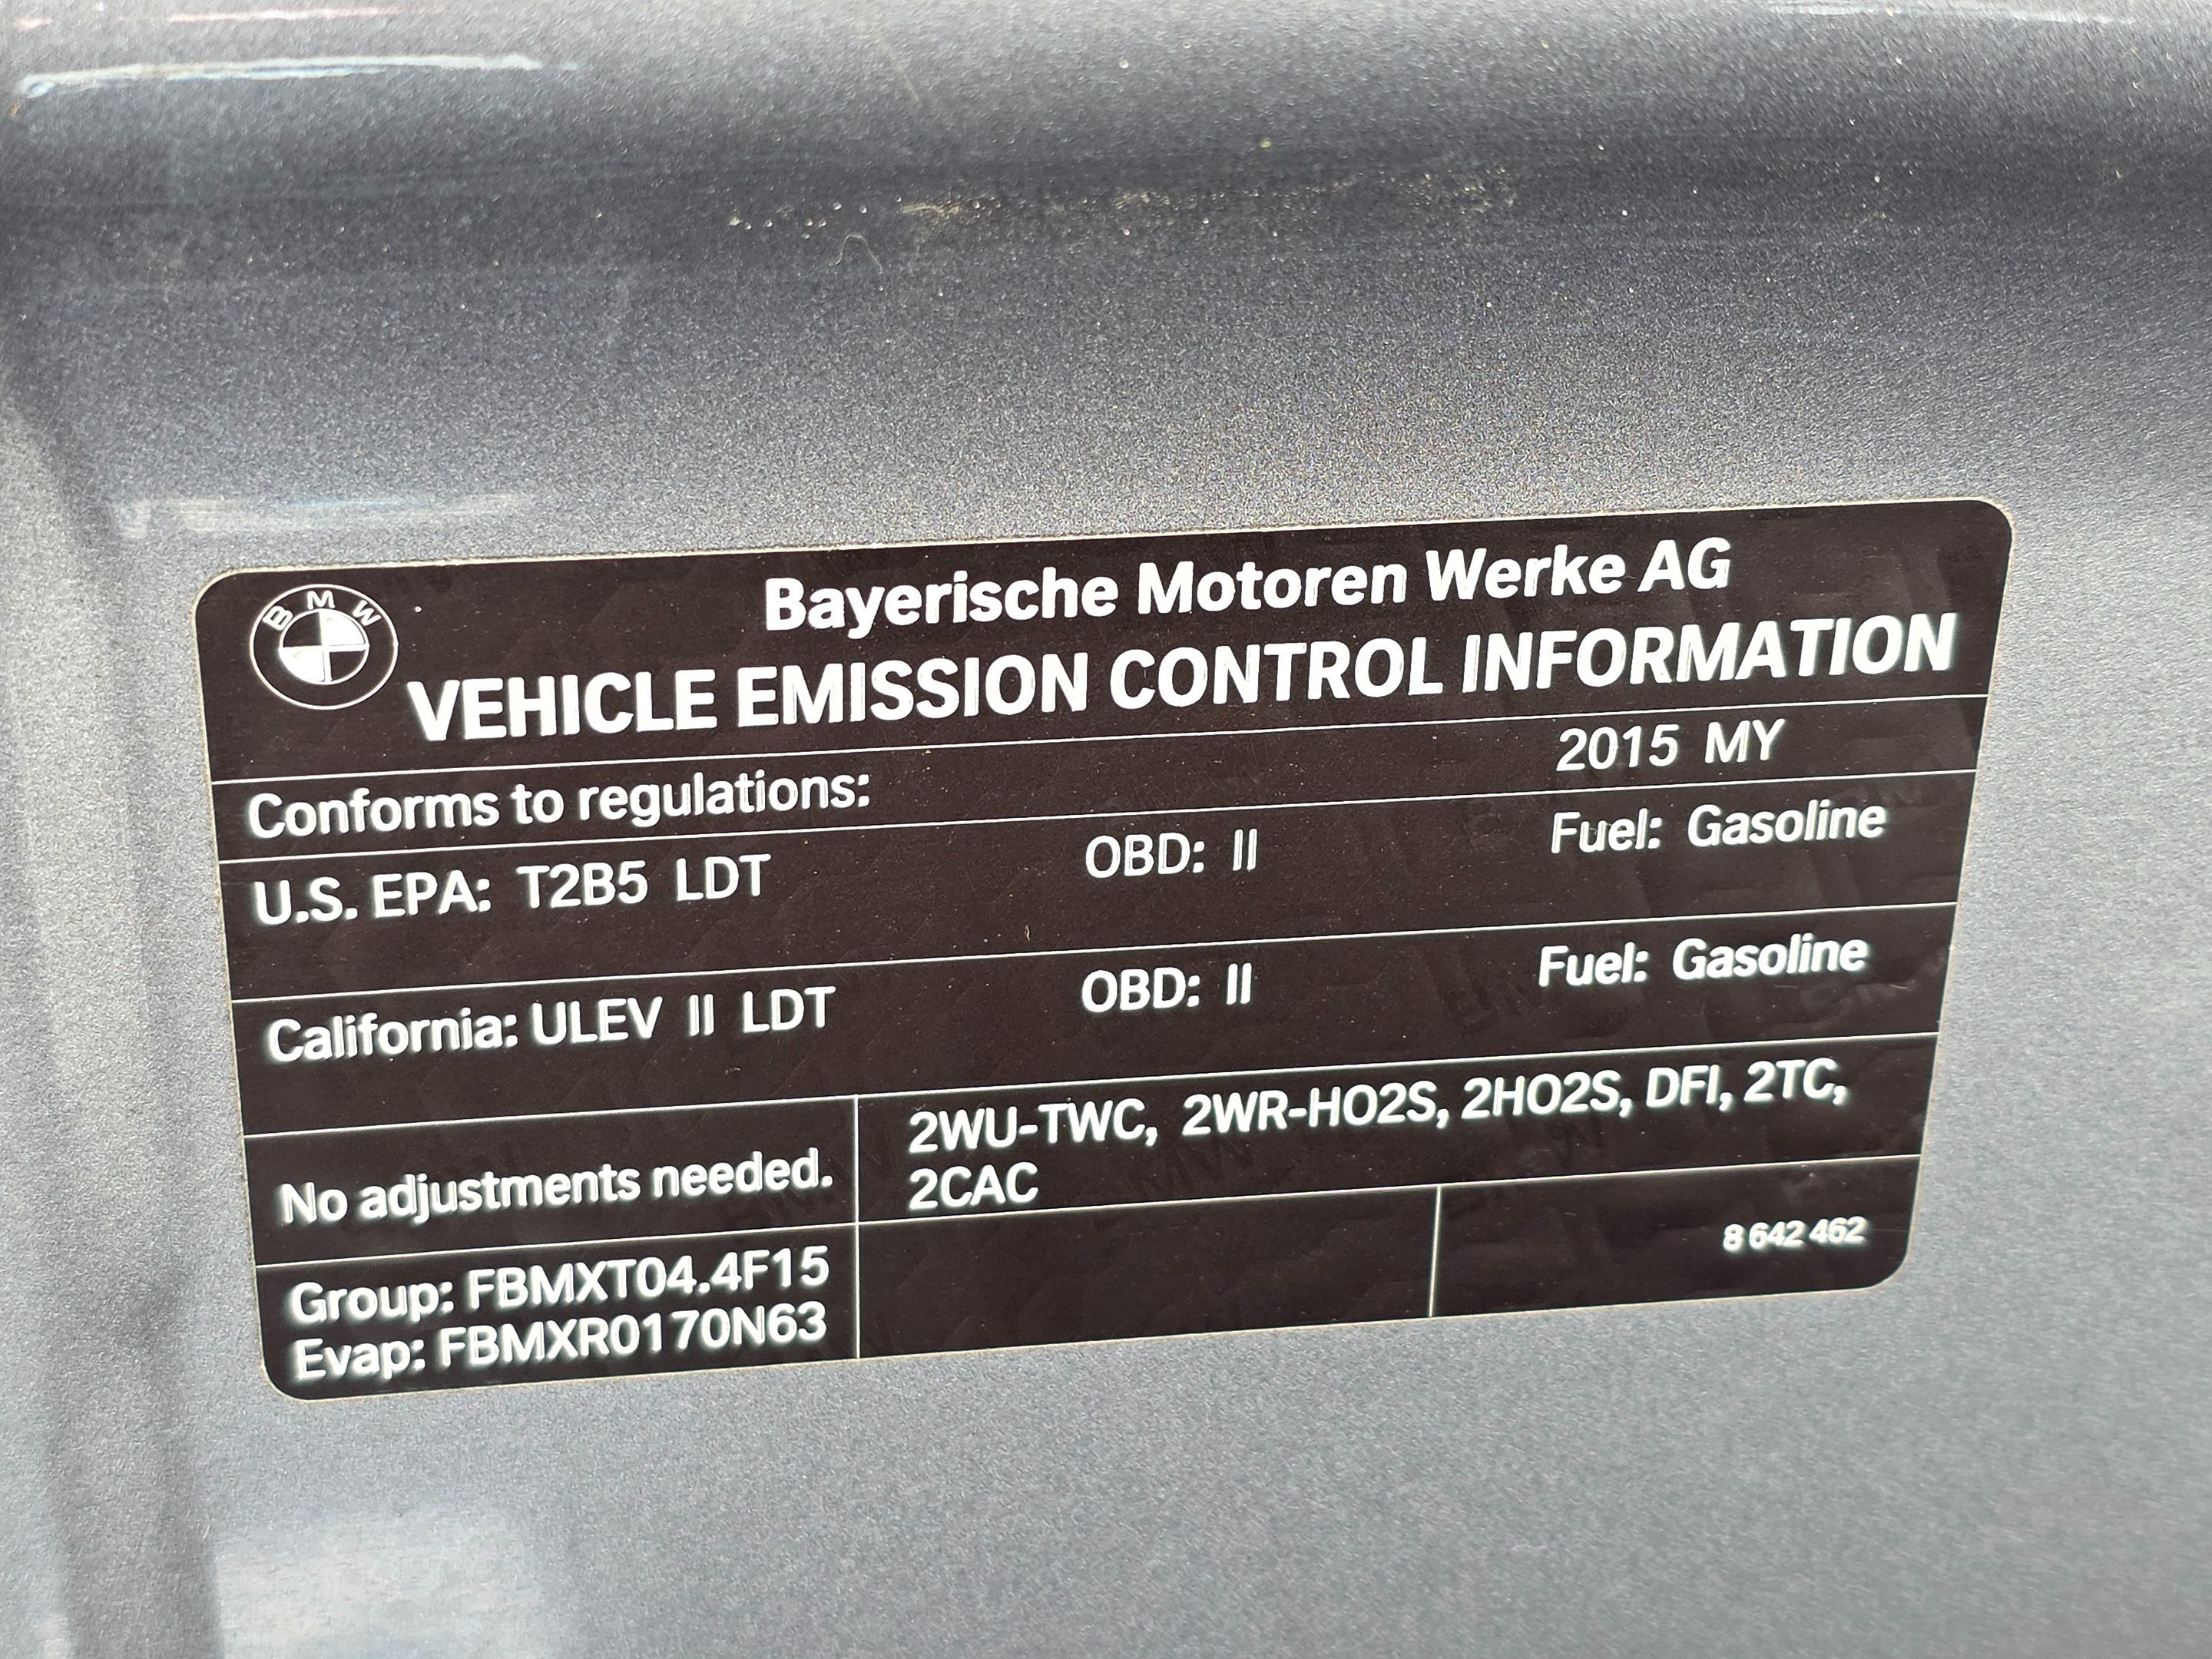 BMW
Bayerische Motoren Werke AG
VEHICLE EMISSION CONTROL INFORMATION
Conforms to regulations: 2015 MY
U.S. EPA: T2B5 LDT OBD: II Fuel: Gasoline
California: ULEV II LDT OBD: II Fuel: Gasoline
No adjustments needed.
2WU-TWC, 2WR-HO2S, 2HO2S, DFI, 2TC,
2CAC
Group: FBMXT04.4F15
Evap: FBMXR0170N63
8 642 462